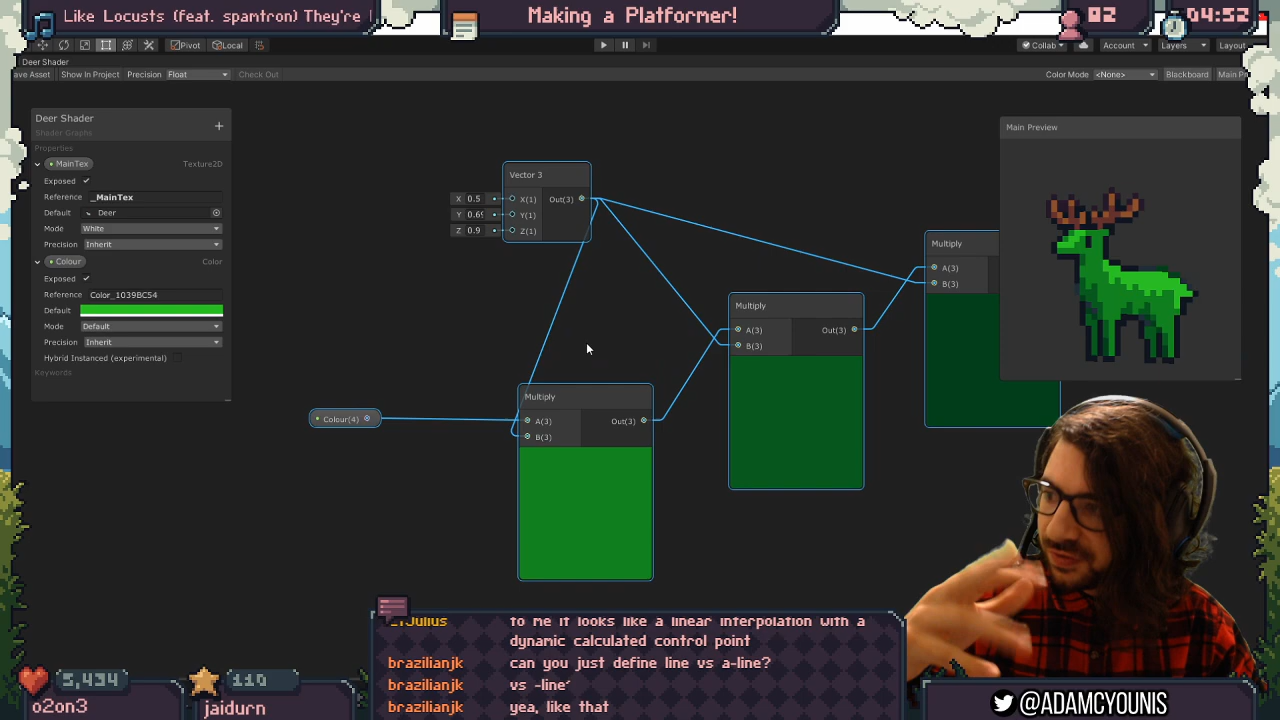 Like Locusts (feat. spamtron) They're
Making a Platformer!
02
04:52
Pivot
Local
Collab
Account
Layers
Layout
Deer Shader
ave Asset
Show In Project
Precision
Float
Check Out
Color Mode
<None>
Blackboard
Main Pr
Deer Shader
Shader Graphs
Properties
MainTex
Texture2D
Exposed
Reference
_MainTex
Default
Deer
Mode
White
Precision
Inherit
Colour
Color
Exposed
Reference
Color_1039BC54
Default
Mode
Default
Precision
Inherit
Hybrid Instanced (experimental)
Keywords
Vector 3
X 0.5
X(1)
Out(3)
Y 0.69
Y(1)
Z 0.9
Z(1)
Colour(4)
Multiply
A(3)
Out(3)
B(3)
Multiply
A(3)
Out(3)
B(3)
Multiply
A(3)
B(3)
Main Preview
to me it looks like a linear interpolation with a
dynamic calculated control point
brazilianjk can you just define line vs a-line?
brazilianjk vs -line*
brazilianjk yea, like that
5,434
o2on3
110
jaidurn
@ADAMCYOUNIS